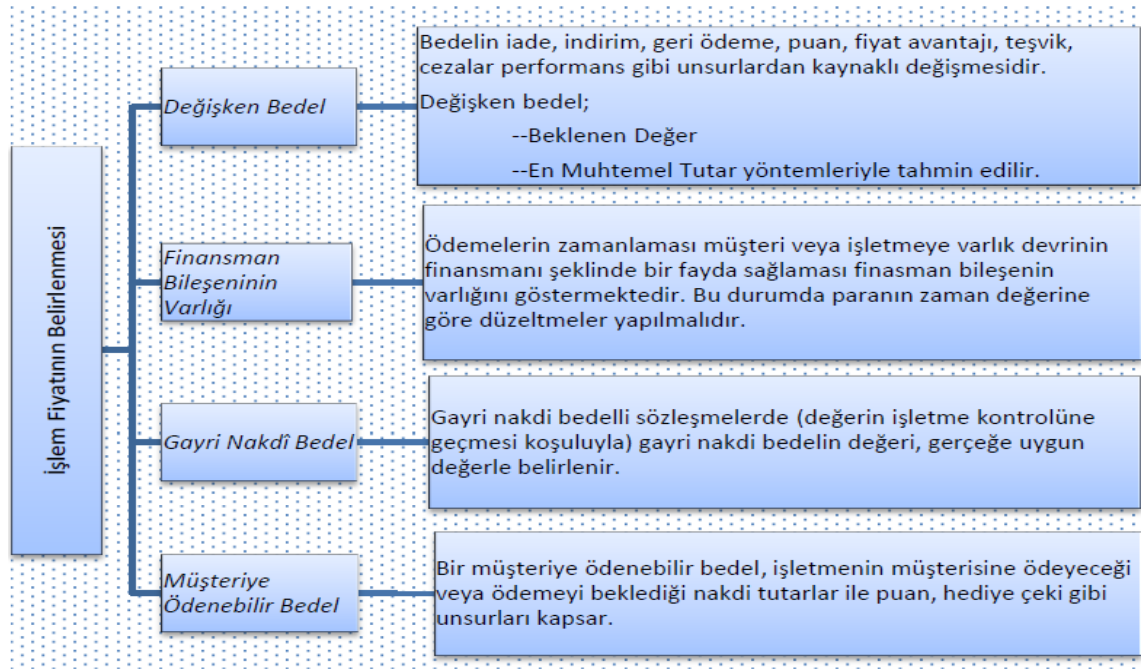 İşlem Fiyatının Belirlenmesi
Değişken Bedel
Bedelin iade, indirim, geri ödeme, puan, fiyat avantajı, teşvik,
cezalar performans gibi unsurlardan kaynaklı değişmesidir.
Değişken bedel;
--Beklenen Değer
--En Muhtemel Tutar yöntemleriyle tahmin edilir.
Finansman
Bileşeninin
Varlığı
Ödemelerin zamanlaması müşteri veya işletmeye varlık devrinin
finansmanı şeklinde bir fayda sağlaması finasman bileşenin
varlığını göstermektedir. Bu durumda paranın zaman değerine
göre düzeltmeler yapılmalıdır.
Gayri Nakdî Bedel
Gayri nakdi bedelli sözleşmelerde (değerin işletme kontrolüne
geçmesi koşuluyla) gayri nakdi bedelin değeri, gerçeğe uygun
değerle belirlenir.
Müşteriye
Ödenebilir Bedel
Bir müşteriye ödenebilir bedel, işletmenin müşterisine ödeyeceği
veya ödemeyi beklediği nakdi tutarlar ile puan, hediye çeki gibi
unsurları kapsar.